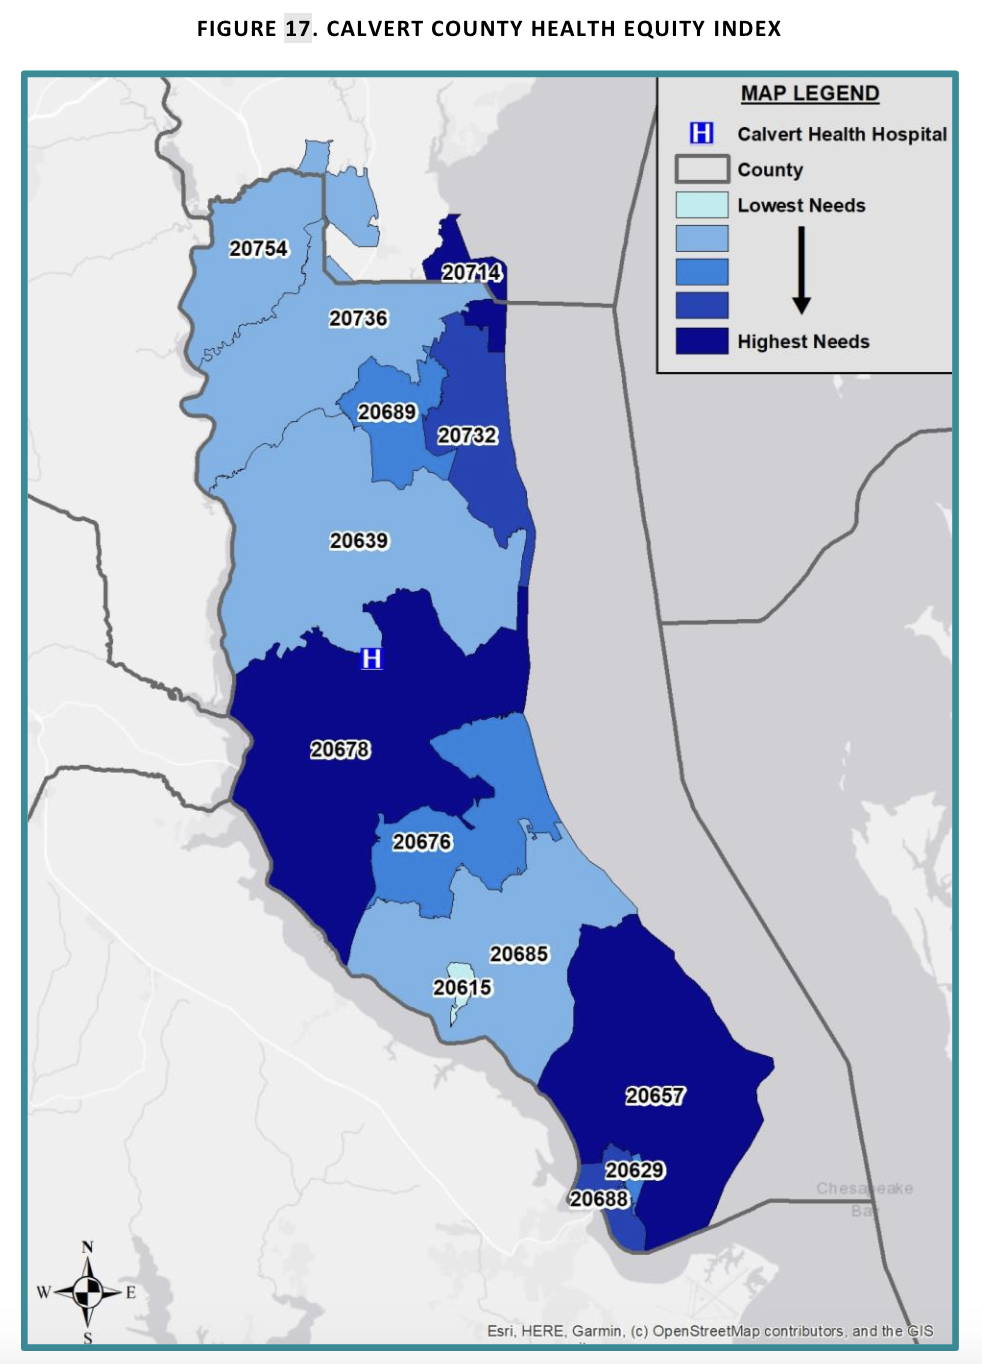 FIGURE 17. CALVERT COUNTY HEALTH EQUITY INDEX
MAP LEGEND
H Calvert Health Hospital
County
Lowest Needs
Highest Needs
20754
20714
20736
20689
20732
20639
H
20678
20676
20685
20615
20657
20629
20688
Chesapeake
Bay
N
W E
S
Esri, HERE, Garmin, (c) OpenStreetMap contributors, and the GIS